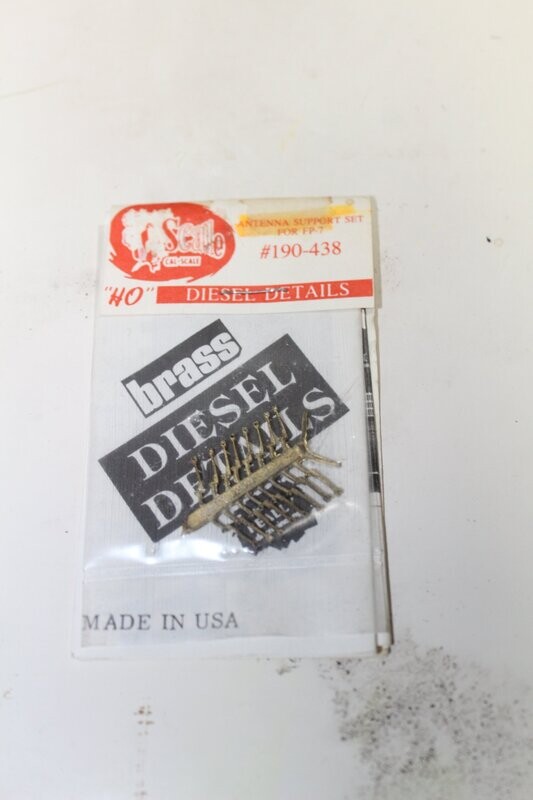 Scale
CAL-SCALE
ANTENNA SUPPORT SET
FOR FP-7
#190-438
"HO"
DIESEL DETAILS
brass
DIESEL
DETAILS
MADE IN USA